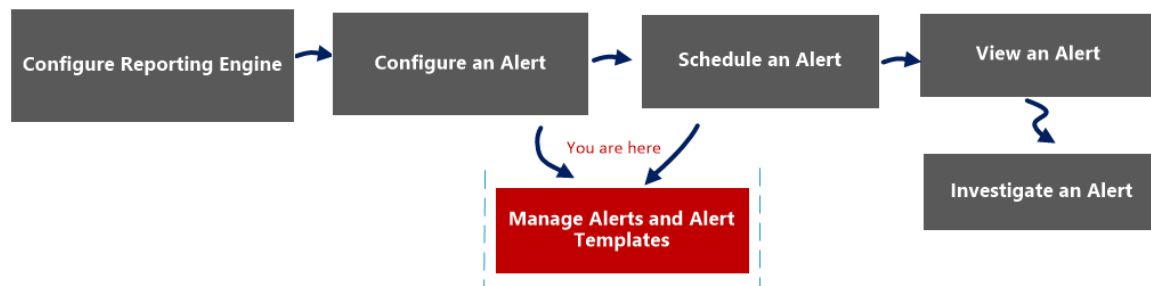 Configure Reporting Engine
Configure an Alert
Schedule an Alert
View an Alert
You are here
Manage Alerts and Alert
Templates
Investigate an Alert